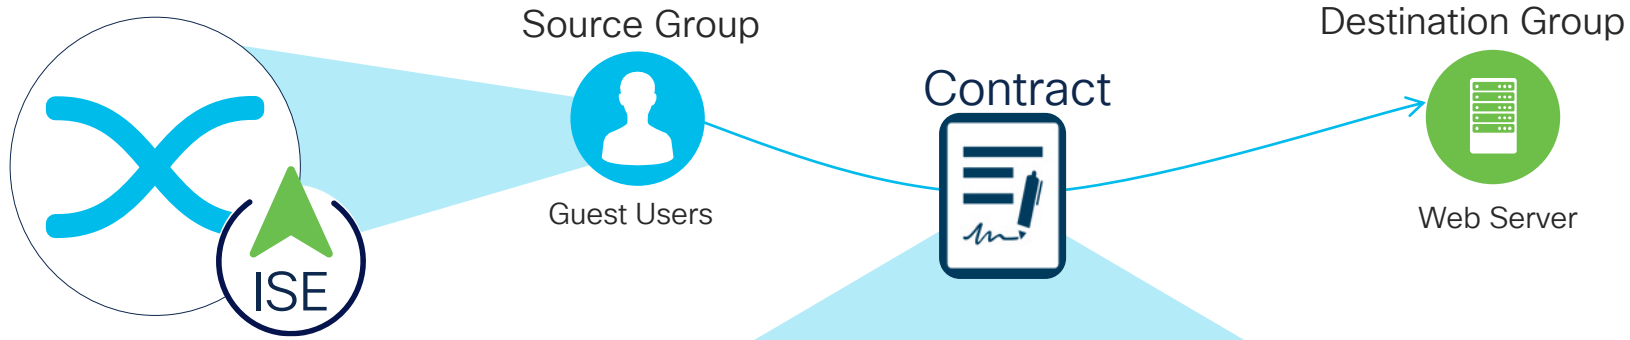 Source Group
Destination Group
Contract
Guest Users
Web Server
ISE